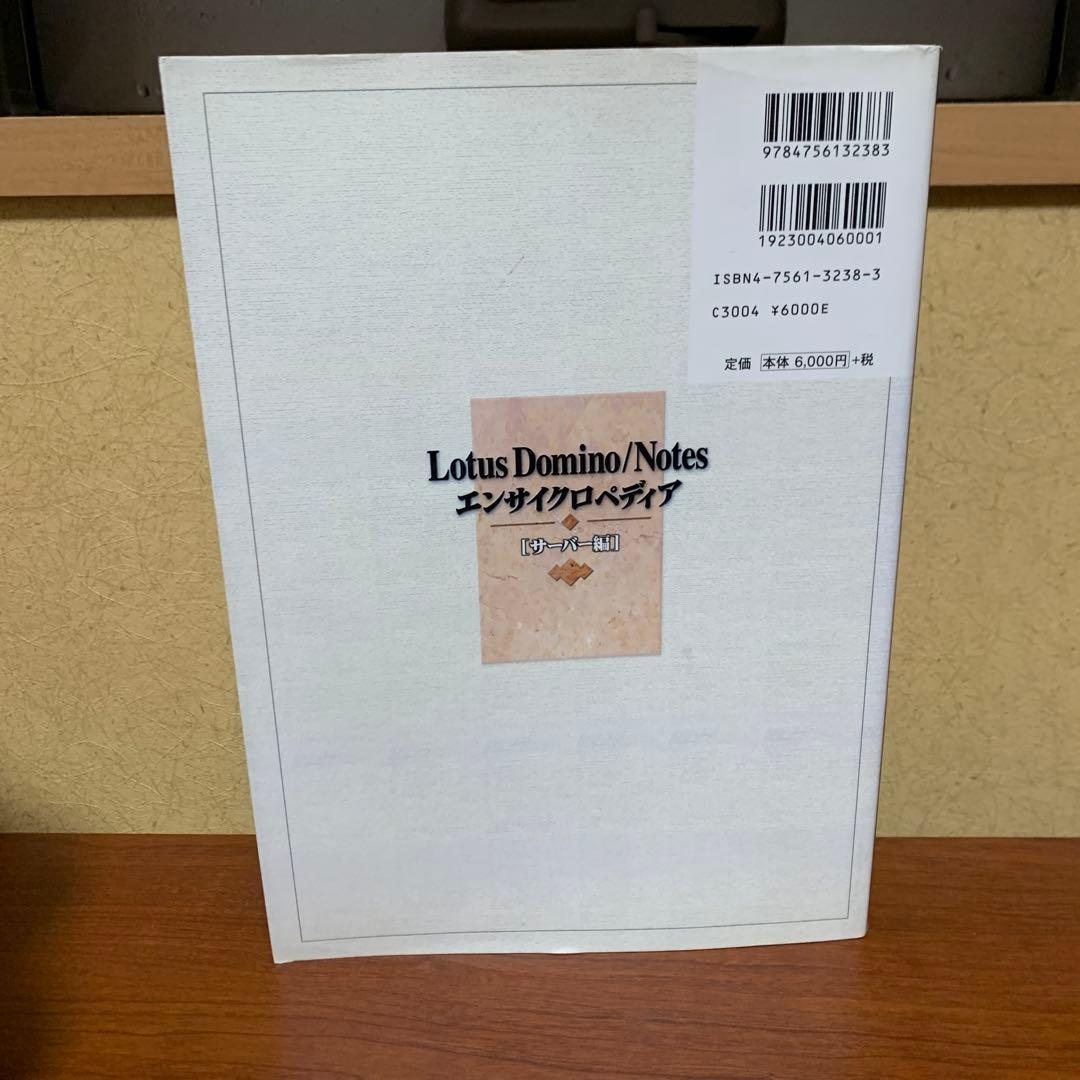 9784756132383
1923004060001
ISBN4-7561-3238-3
C3004 ¥6000E
定価 本体 6,000円 +税
Lotus Domino/Notes
エンサイクロペディア
[サーバー編]